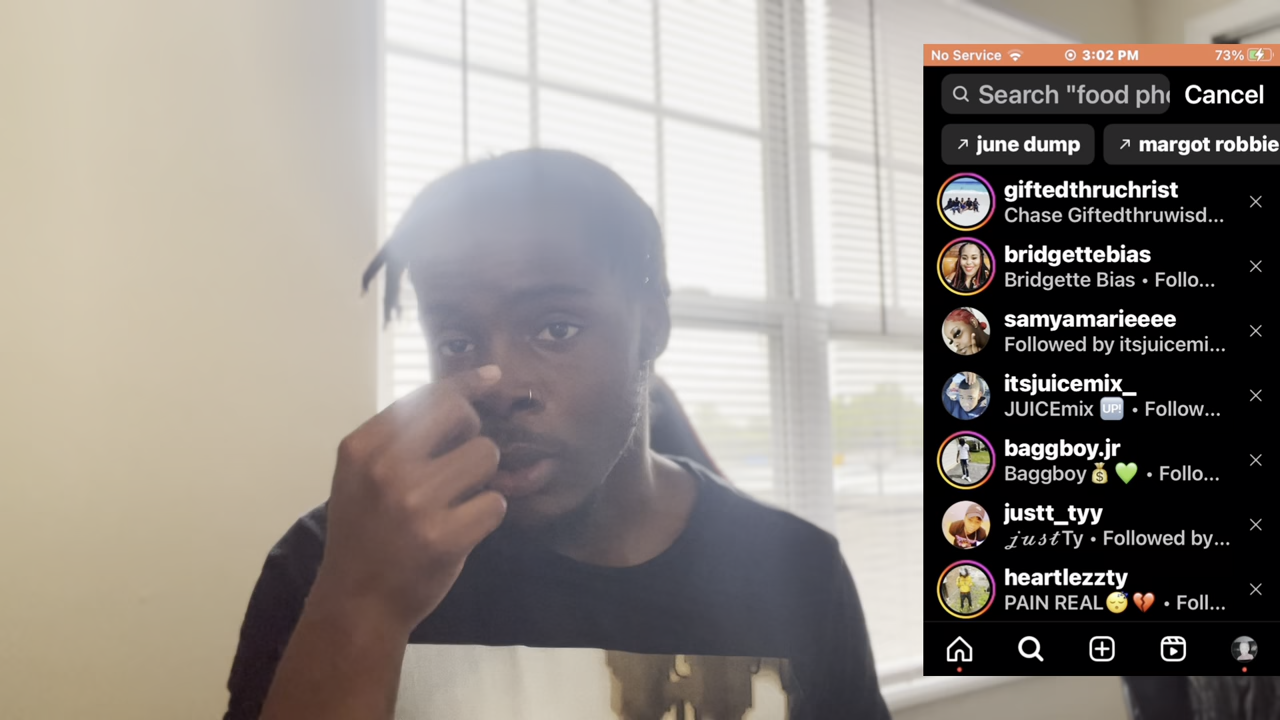 No Service 3:02 PM 73%
Search "food pho Cancel
june dump margot robbie
giftedthruchrist
Chase Giftedthruwisd...
bridgettebias
Bridgette Bias • Follo...
samyamarieeee
Followed by itsjuicemi...
itsjuicemix_
JUICEmix 🆙 • Follow...
baggboy.jr
Baggboy💰💚 • Follo...
justt_tyy
𝓳𝓾𝓼𝓽Ty • Followed by...
heartlezzty
PAIN REAL😴💔 • Foll...